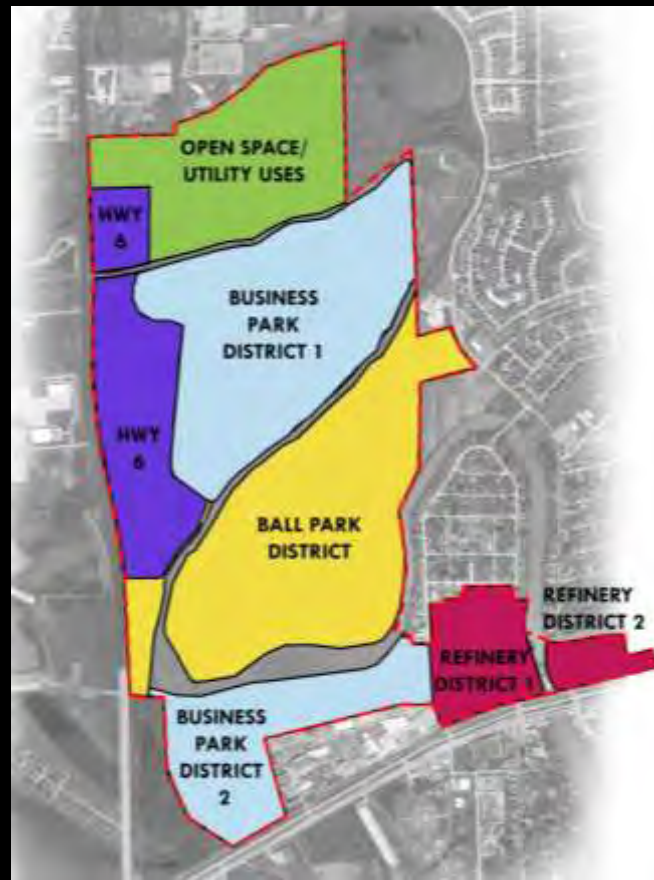 OPEN SPACE/
UTILITY USES
HWY
6
BUSINESS
PARK
DISTRICT 1
HWY
6
BALL PARK
DISTRICT
REFINERY
DISTRICT 2
REFINERY
DISTRICT 1
BUSINESS
PARK
DISTRICT
2